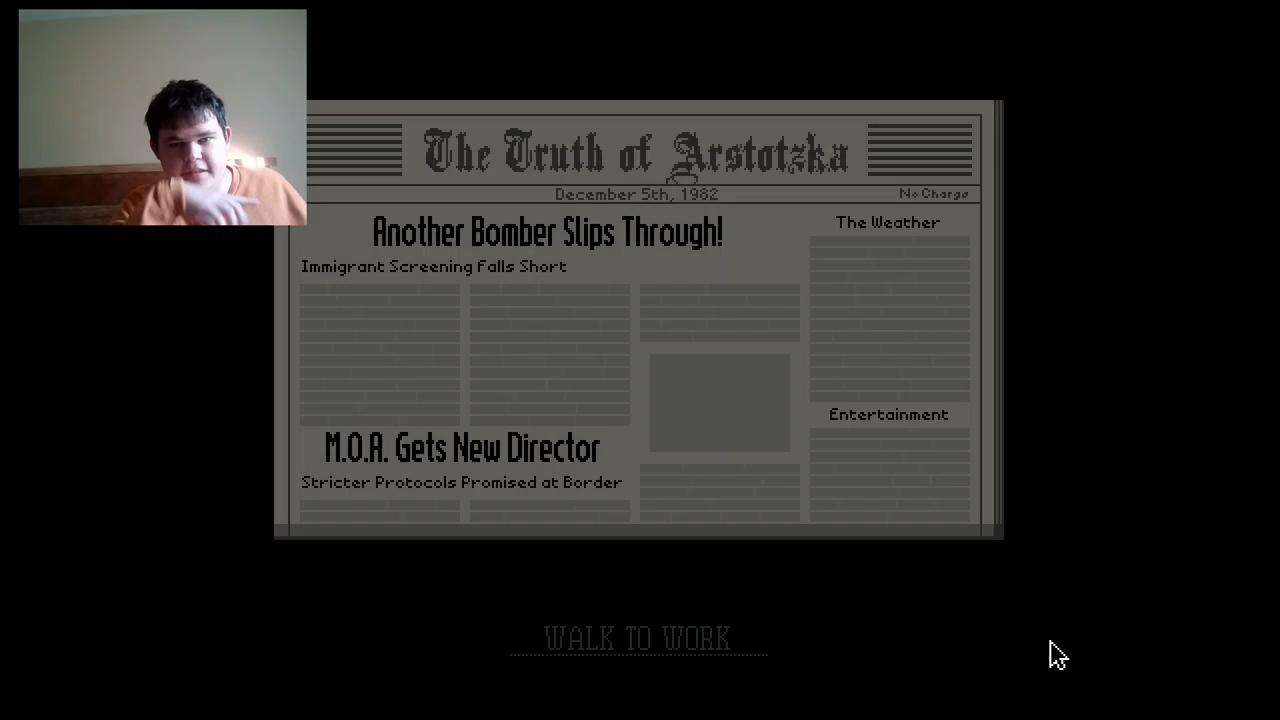 The Truth of Arstotzka
December 5th, 1982
No Charge
Another Bomber Slips Through!
Immigrant Screening Falls Short
The Weather
Entertainment
M.O.A. Gets New Director
Stricter Protocols Promised at Border
WALK TO WORK